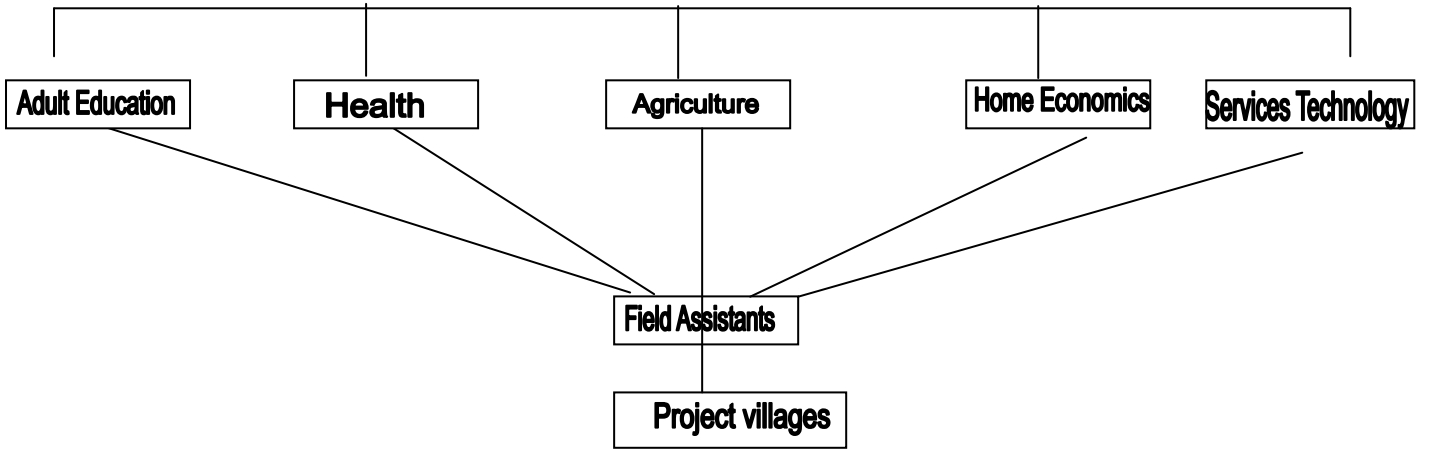 Adult Education
Health
Agriculture
Home Economics
Services Technology
Field Assistants
Project villages